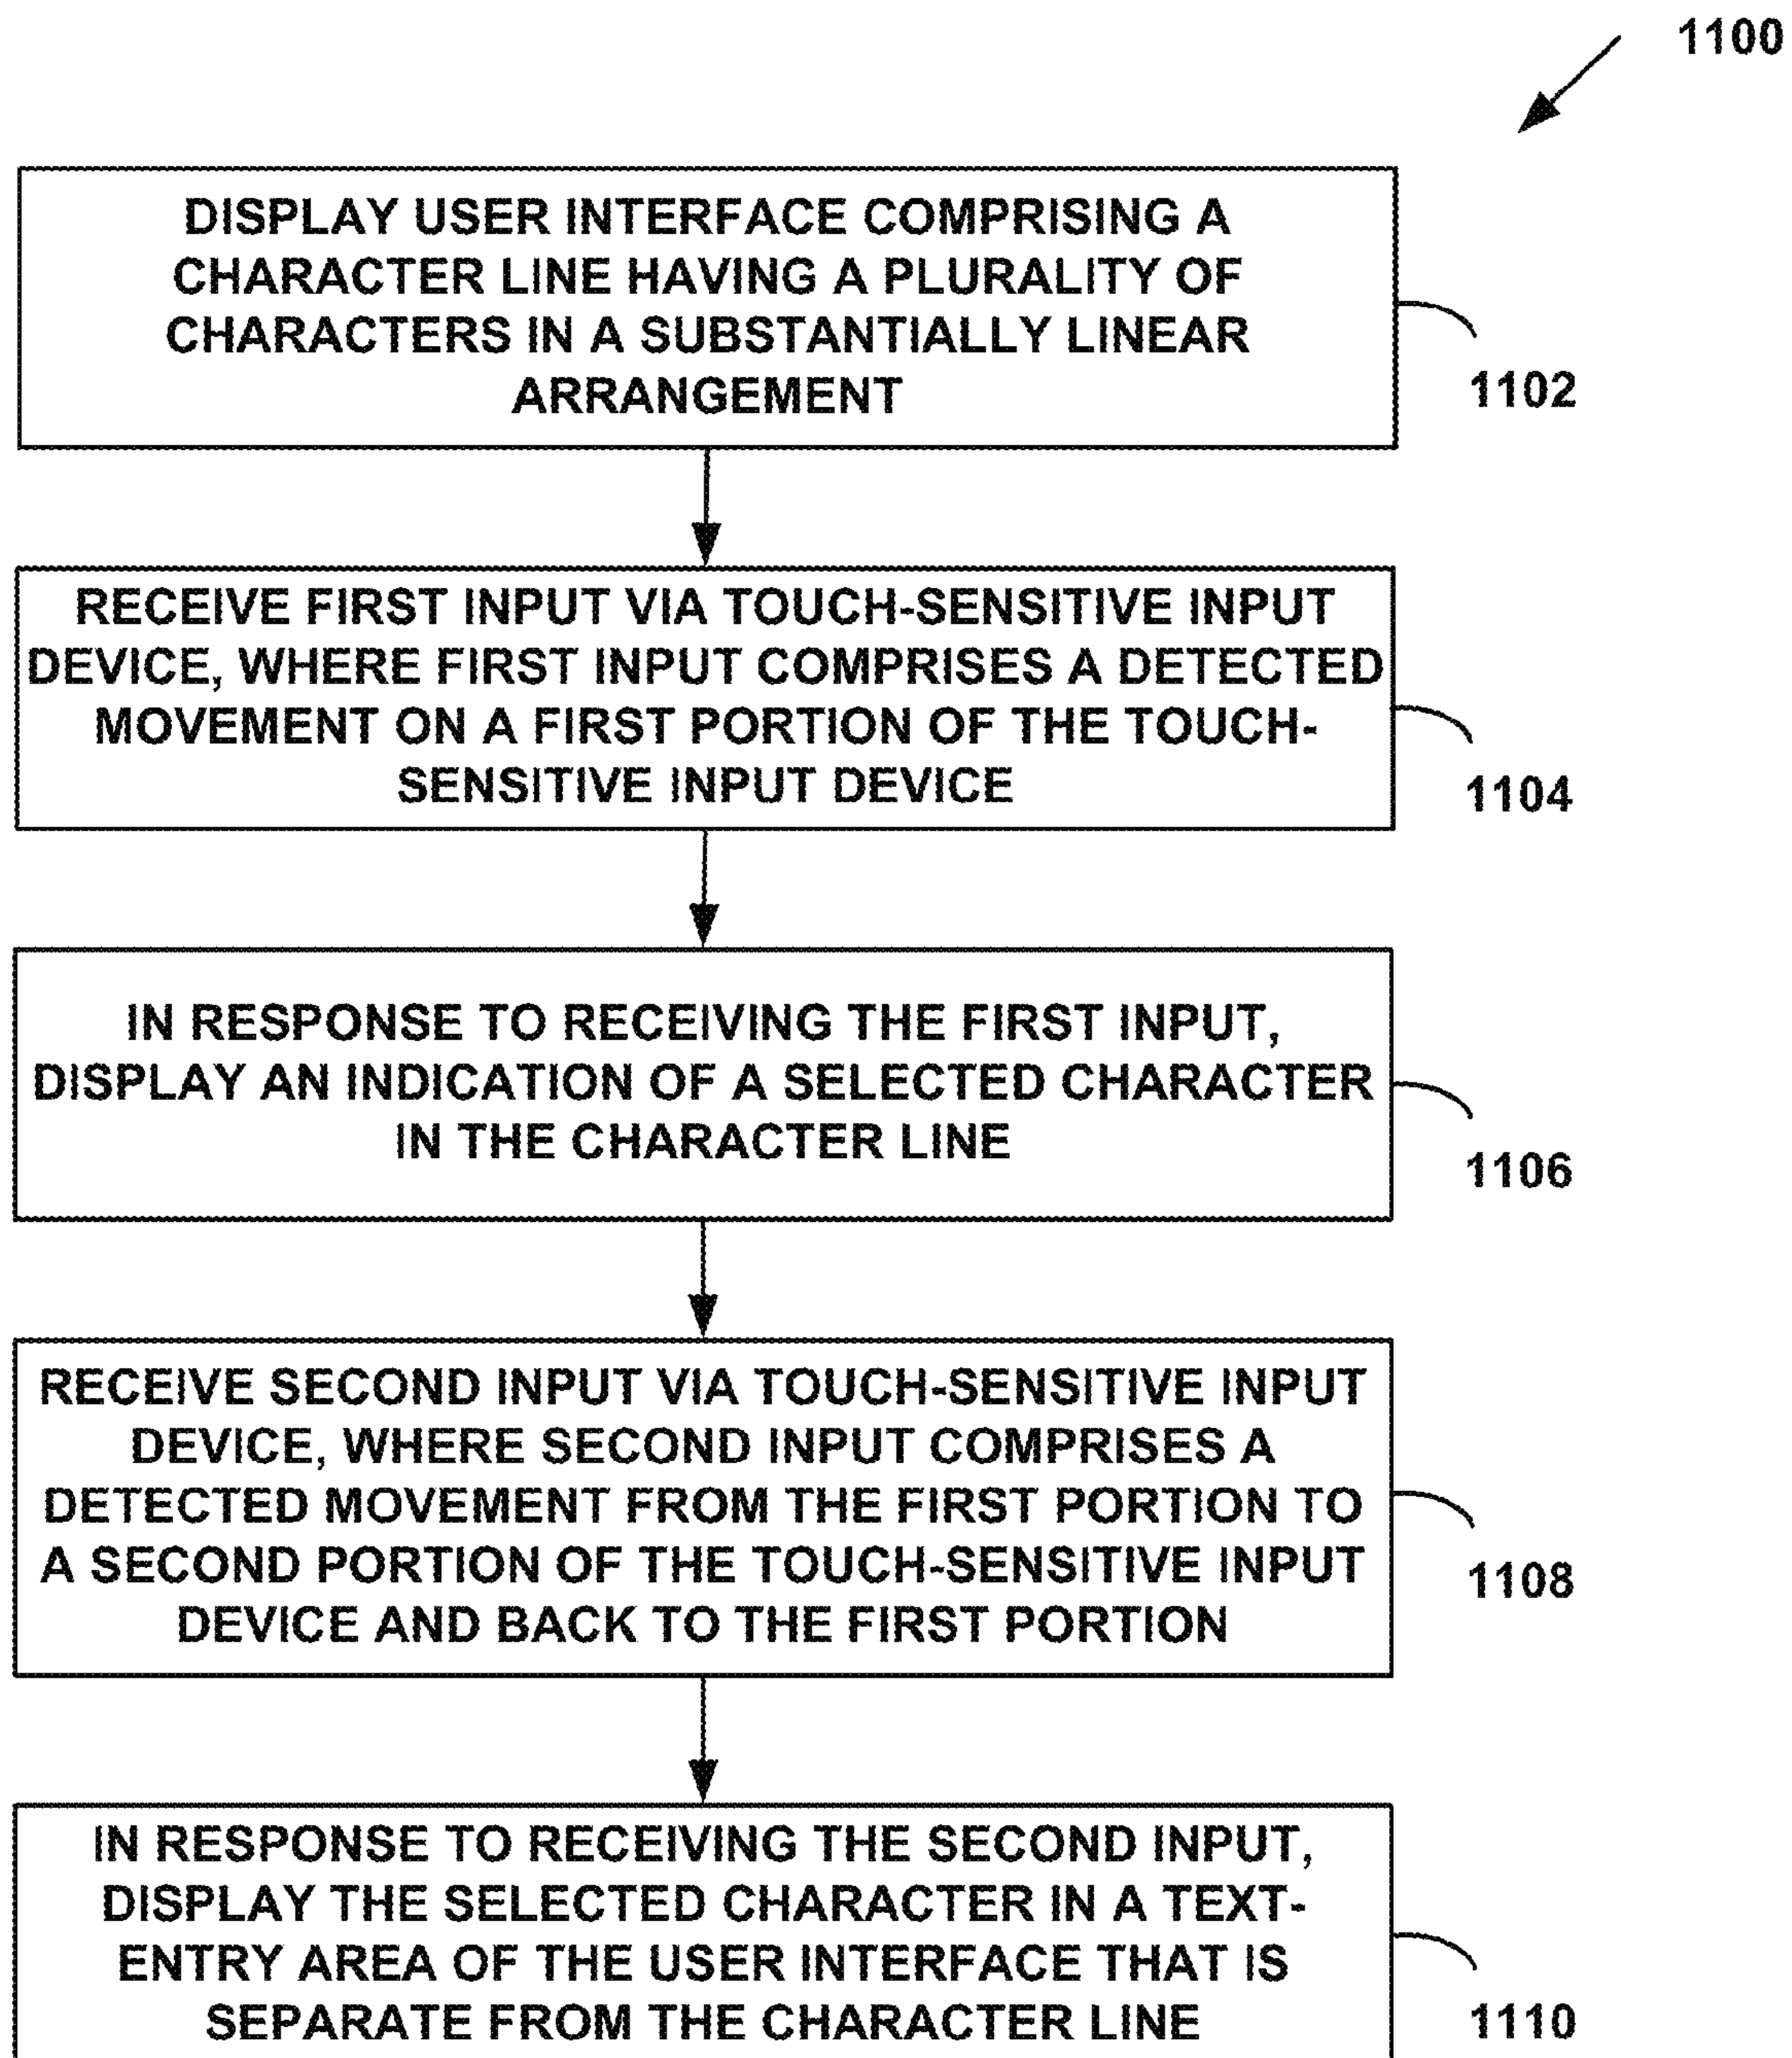 1100
DISPLAY USER INTERFACE COMPRISING A
CHARACTER LINE HAVING A PLURALITY OF
CHARACTERS IN A SUBSTANTIALLY LINEAR
ARRANGEMENT
1102
RECEIVE FIRST INPUT VIA TOUCH-SENSITIVE INPUT
DEVICE, WHERE FIRST INPUT COMPRISES A DETECTED
MOVEMENT ON A FIRST PORTION OF THE TOUCH-
SENSITIVE INPUT DEVICE
1104
IN RESPONSE TO RECEIVING THE FIRST INPUT,
DISPLAY AN INDICATION OF A SELECTED CHARACTER
IN THE CHARACTER LINE
1106
RECEIVE SECOND INPUT VIA TOUCH-SENSITIVE INPUT
DEVICE, WHERE SECOND INPUT COMPRISES A
DETECTED MOVEMENT FROM THE FIRST PORTION TO
A SECOND PORTION OF THE TOUCH-SENSITIVE INPUT
DEVICE AND BACK TO THE FIRST PORTION
1108
IN RESPONSE TO RECEIVING THE SECOND INPUT,
DISPLAY THE SELECTED CHARACTER IN A TEXT-
ENTRY AREA OF THE USER INTERFACE THAT IS
SEPARATE FROM THE CHARACTER LINE
1110